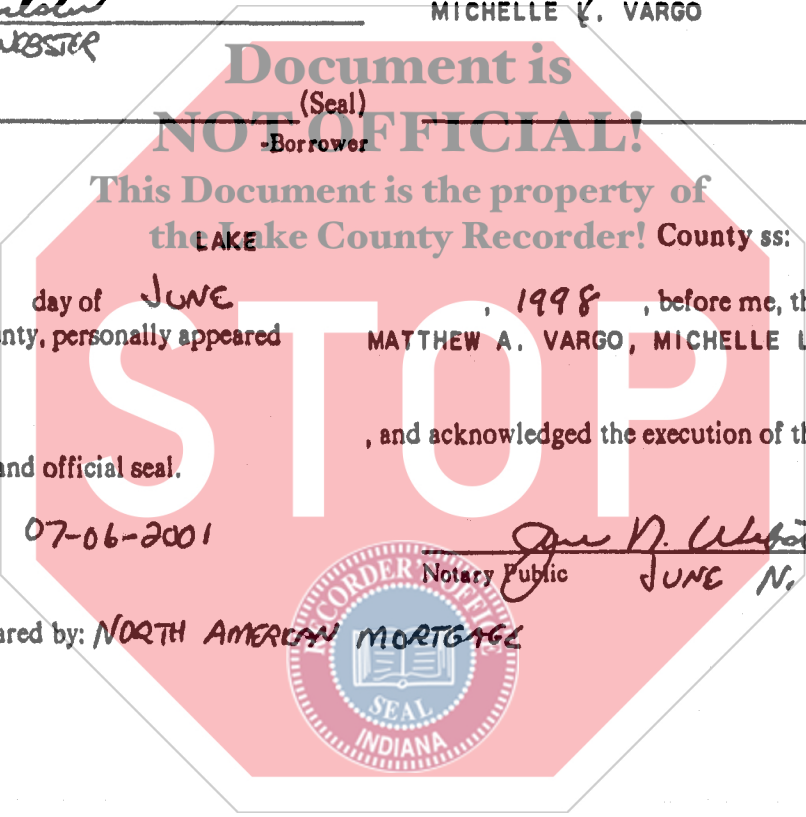 MICHELLE L. VARGO
WEBSTER
Document is
(Seal)
NOT OFFICIAL!
-Borrower
This Document is the property of
the Lake County Recorder!
LAKE County ss:
day of JUNE , 1998 , before me, th
nty, personally appeared MATTHEW A. VARGO, MICHELLE L
, and acknowledged the execution of th
and official seal.
STOP
07-06-2001
Notary Public JUNE N.
ared by: NORTH AMERICAN MORTGAGE
RECORDER'S OFFICE
SEAL
INDIANA